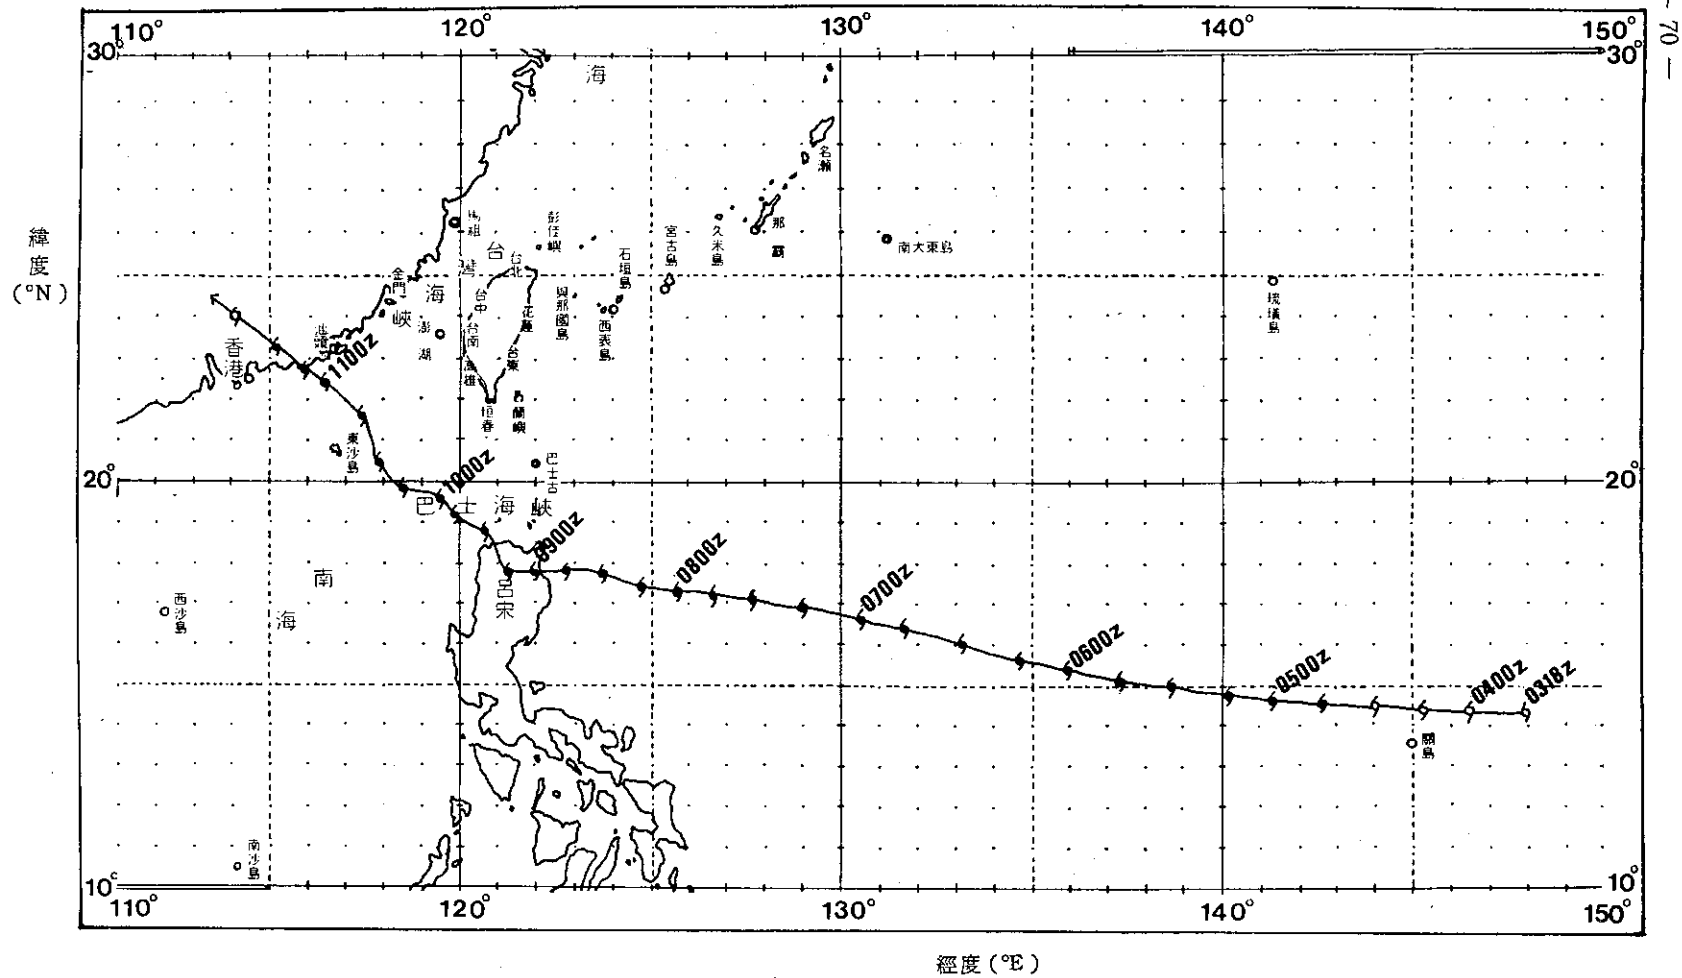 — 70 —
110° 120° 130° 140° 150°
30° 30°
海
名瀨
馬祖
彭佳嶼
宮古島
久米島
那霸
南大東島
緯度
(°N)
台
灣
海
峽
台北
石垣島
金門
台中
花蓮
與那國島
西表島
琉璜島
澎湖
台南
台東
高雄
香港
1100z
恒春
蘭嶼
東沙島
巴士古
1000z
20° 20°
巴士海峽
0900z
0800z
0700z
南
海
呂宋
西沙島
0600z
0500z
0400z
0318z
關島
南沙島
10° 10°
110° 120° 130° 140° 150°
經度(°E)